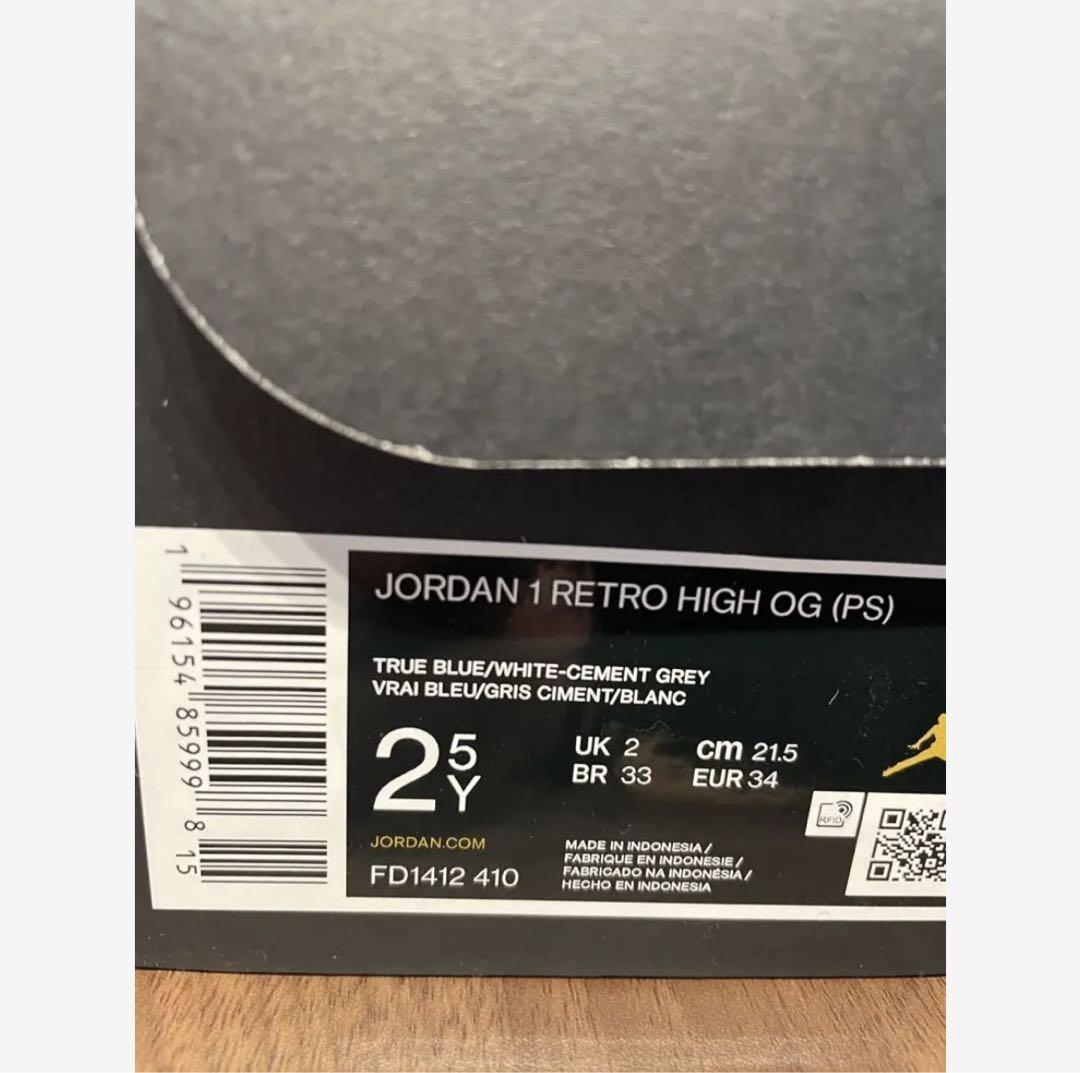 1 96154 85999 8 15
JORDAN 1 RETRO HIGH OG (PS)
TRUE BLUE/WHITE-CEMENT GREY
VRAI BLEU/GRIS CIMENT/BLANC
2 5 Y
UK 2 cm 21.5
BR 33 EUR 34
JORDAN.COM
FD1412 410
MADE IN INDONESIA /
FABRIQUE EN INDONESIE /
FABRICADO NA INDONÉSIA /
HECHO EN INDONESIA
RFID